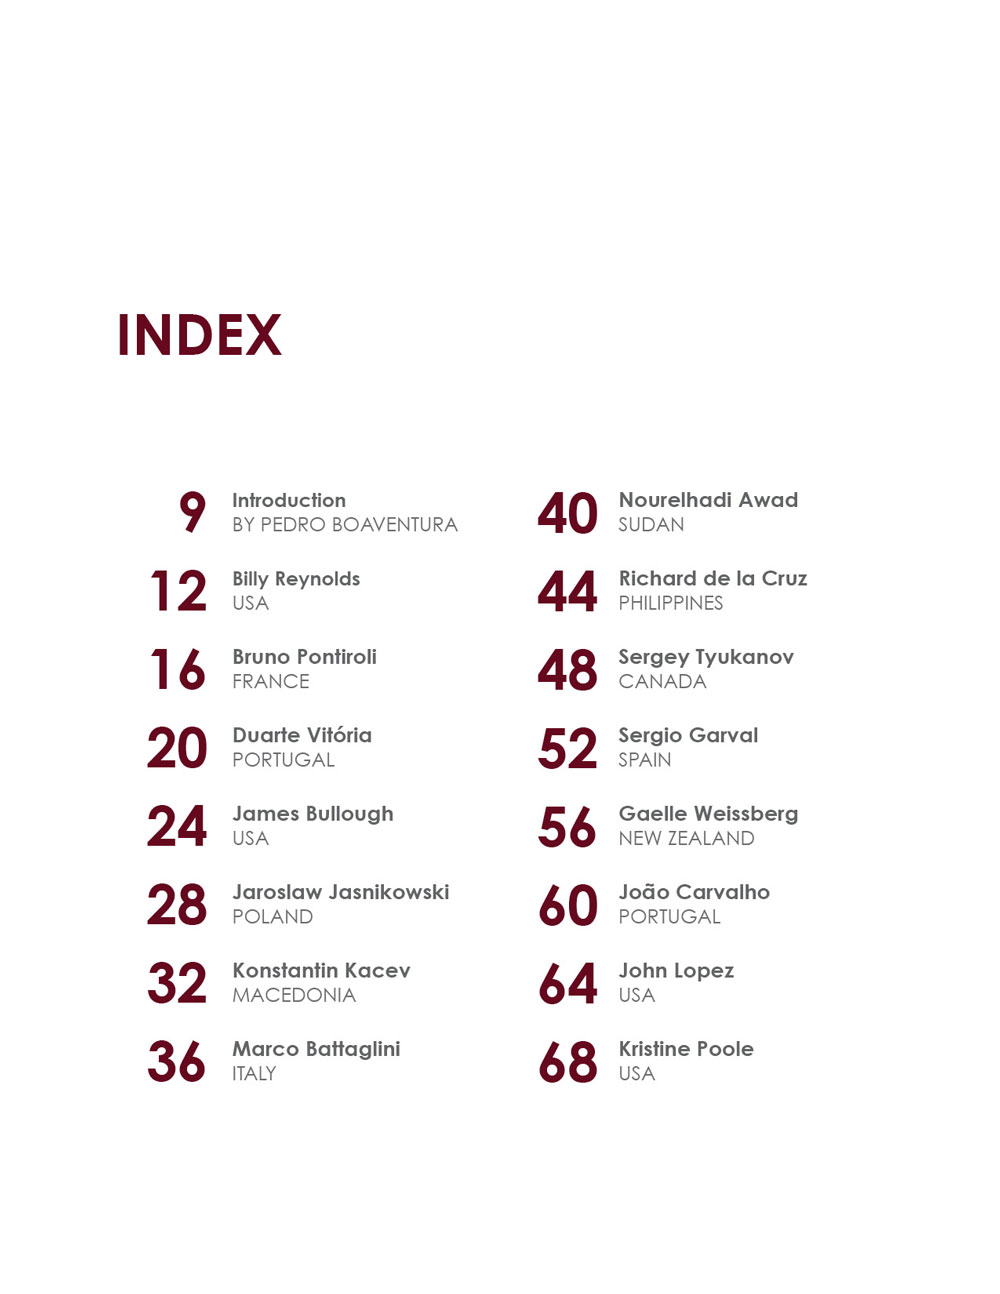 INDEX
9
Introduction
BY PEDRO BOAVENTURA
12
Billy Reynolds
USA
16
Bruno Pontiroli
FRANCE
20
Duarte Vitória
PORTUGAL
24
James Bullough
USA
28
Jaroslaw Jasnikowski
POLAND
32
Konstantin Kacev
MACEDONIA
36
Marco Battaglini
ITALY
40
Nourelhadi Awad
SUDAN
44
Richard de la Cruz
PHILIPPINES
48
Sergey Tyukanov
CANADA
52
Sergio Garval
SPAIN
56
Gaelle Weissberg
NEW ZEALAND
60
João Carvalho
PORTUGAL
64
John Lopez
USA
68
Kristine Poole
USA